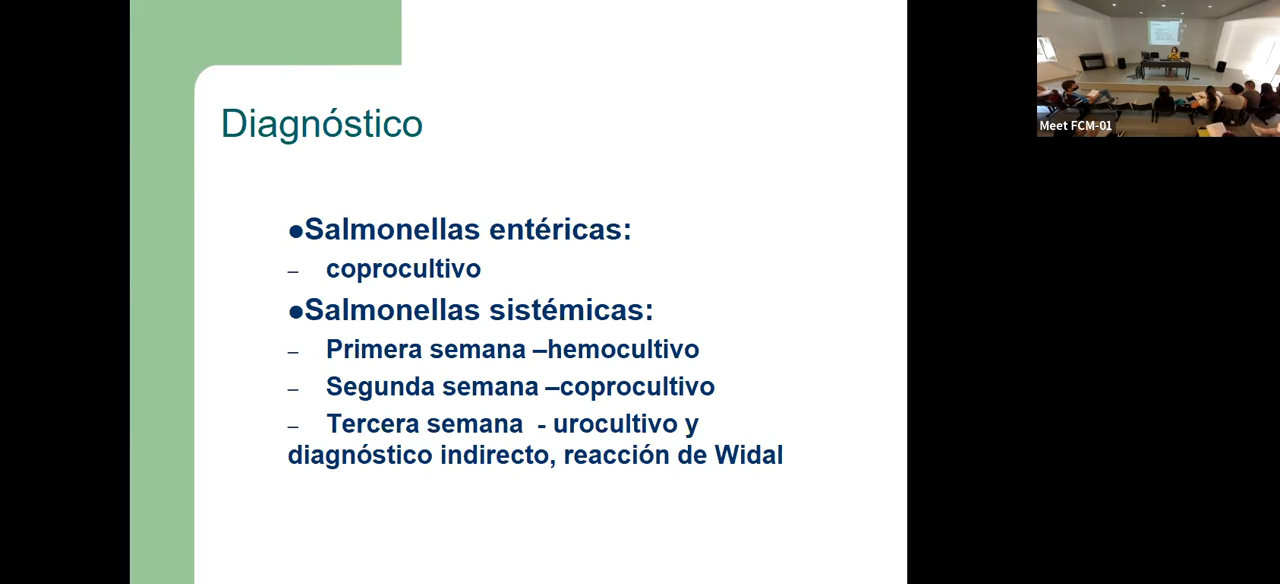 Diagnóstico
●Salmonellas entéricas:
– coprocultivo
●Salmonellas sistémicas:
– Primera semana –hemocultivo
– Segunda semana –coprocultivo
– Tercera semana - urocultivo y
diagnóstico indirecto, reacción de Widal
Meet FCM-01